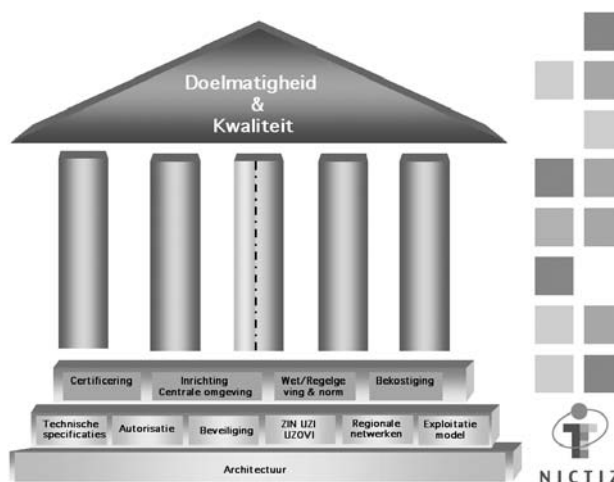 Doelmatigheid
&
Kwaliteit
Certificering
Inrichting
Centrale omgeving
Wet/Regelge
ving & norm
Bekostiging
Technische
specificaties
Autorisatie
Beveiliging
ZIN UZI
UZOVI
Regionale
netwerken
Exploitatie
model
Architectuur
NICTIZ